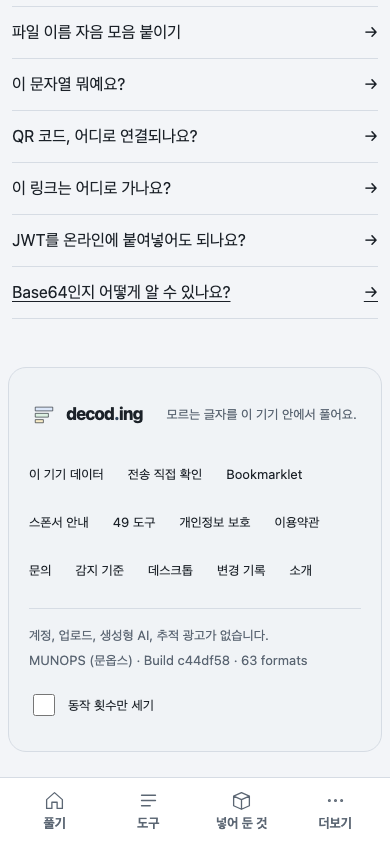 파일 이름 자음 모음 붙이기 →
이 문자열 뭐예요? →
QR 코드, 어디로 연결되나요? →
이 링크는 어디로 가나요? →
JWT를 온라인에 붙여넣어도 되나요? →
Base64인지 어떻게 알 수 있나요? →
decod.ing 모르는 글자를 이 기기 안에서 풀어요.
이 기기 데이터 전송 직접 확인 Bookmarklet
스폰서 안내 49 도구 개인정보 보호 이용약관
문의 감지 기준 데스크톱 변경 기록 소개
계정, 업로드, 생성형 AI, 추적 광고가 없습니다.
MUNOPS (문옵스) · Build c44df58 · 63 formats
동작 횟수만 세기
풀기 도구 넣어 둔 것 더보기